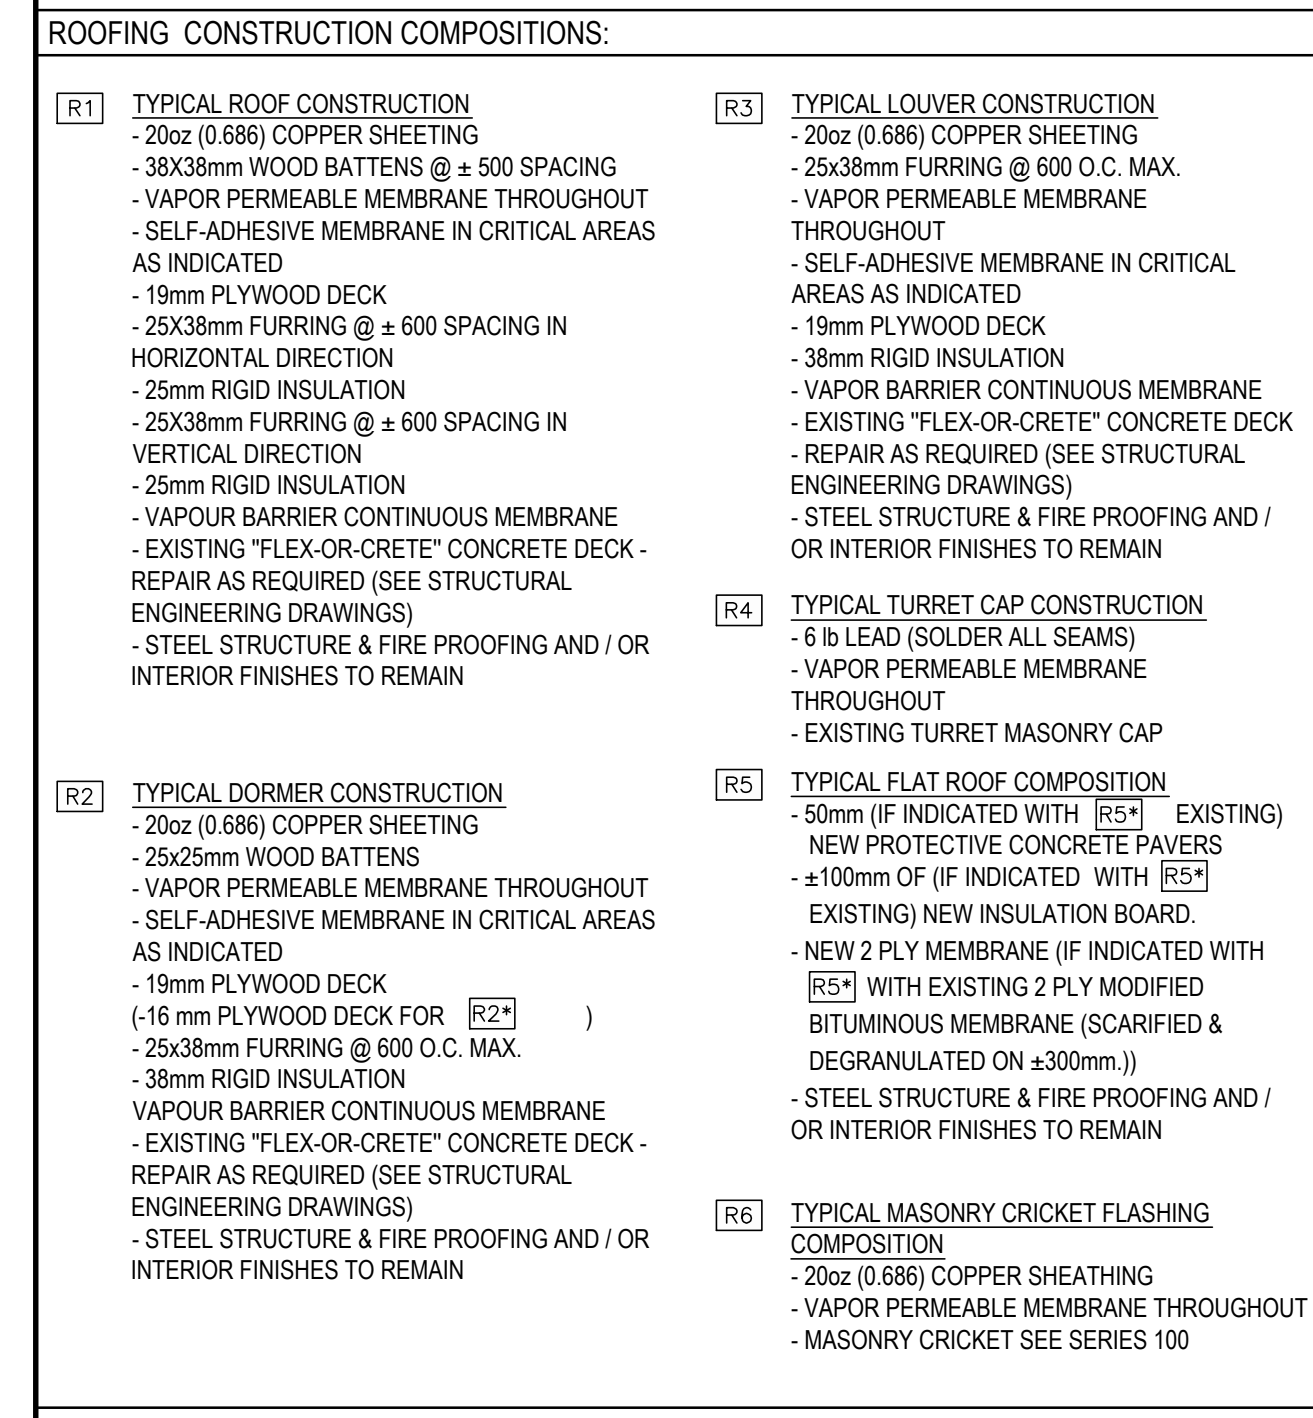 ROOFING CONSTRUCTION COMPOSITIONS:
R1 TYPICAL ROOF CONSTRUCTION
- 20oz (0.686) COPPER SHEETING
- 38X38mm WOOD BATTENS @ ± 500 SPACING
- VAPOR PERMEABLE MEMBRANE THROUGHOUT
- SELF-ADHESIVE MEMBRANE IN CRITICAL AREAS
AS INDICATED
- 19mm PLYWOOD DECK
- 25X38mm FURRING @ ± 600 SPACING IN
HORIZONTAL DIRECTION
- 25mm RIGID INSULATION
- 25X38mm FURRING @ ± 600 SPACING IN
VERTICAL DIRECTION
- 25mm RIGID INSULATION
- VAPOUR BARRIER CONTINUOUS MEMBRANE
- EXISTING "FLEX-OR-CRETE" CONCRETE DECK -
REPAIR AS REQUIRED (SEE STRUCTURAL
ENGINEERING DRAWINGS)
- STEEL STRUCTURE & FIRE PROOFING AND / OR
INTERIOR FINISHES TO REMAIN
R2 TYPICAL DORMER CONSTRUCTION
- 20oz (0.686) COPPER SHEETING
- 25x25mm WOOD BATTENS
- VAPOR PERMEABLE MEMBRANE THROUGHOUT
- SELF-ADHESIVE MEMBRANE IN CRITICAL AREAS
AS INDICATED
- 19mm PLYWOOD DECK
(-16 mm PLYWOOD DECK FOR R2* )
- 25x38mm FURRING @ 600 O.C. MAX.
- 38mm RIGID INSULATION
VAPOUR BARRIER CONTINUOUS MEMBRANE
- EXISTING "FLEX-OR-CRETE" CONCRETE DECK -
REPAIR AS REQUIRED (SEE STRUCTURAL
ENGINEERING DRAWINGS)
- STEEL STRUCTURE & FIRE PROOFING AND / OR
INTERIOR FINISHES TO REMAIN
R3 TYPICAL LOUVER CONSTRUCTION
- 20oz (0.686) COPPER SHEETING
- 25x38mm FURRING @ 600 O.C. MAX.
- VAPOR PERMEABLE MEMBRANE
THROUGHOUT
- SELF-ADHESIVE MEMBRANE IN CRITICAL
AREAS AS INDICATED
- 19mm PLYWOOD DECK
- 38mm RIGID INSULATION
- VAPOR BARRIER CONTINUOUS MEMBRANE
- EXISTING "FLEX-OR-CRETE" CONCRETE DECK
- REPAIR AS REQUIRED (SEE STRUCTURAL
ENGINEERING DRAWINGS)
- STEEL STRUCTURE & FIRE PROOFING AND /
OR INTERIOR FINISHES TO REMAIN
R4 TYPICAL TURRET CAP CONSTRUCTION
- 6 lb LEAD (SOLDER ALL SEAMS)
- VAPOR PERMEABLE MEMBRANE
THROUGHOUT
- EXISTING TURRET MASONRY CAP
R5 TYPICAL FLAT ROOF COMPOSITION
- 50mm (IF INDICATED WITH R5* EXISTING)
NEW PROTECTIVE CONCRETE PAVERS
- ±100mm OF (IF INDICATED WITH R5*
EXISTING) NEW INSULATION BOARD.
- NEW 2 PLY MEMBRANE (IF INDICATED WITH
R5* WITH EXISTING 2 PLY MODIFIED
BITUMINOUS MEMBRANE (SCARIFIED &
DEGRANULATED ON ±300mm.))
- STEEL STRUCTURE & FIRE PROOFING AND /
OR INTERIOR FINISHES TO REMAIN
R6 TYPICAL MASONRY CRICKET FLASHING
COMPOSITION
- 20oz (0.686) COPPER SHEATHING
- VAPOR PERMEABLE MEMBRANE THROUGHOUT
- MASONRY CRICKET SEE SERIES 100